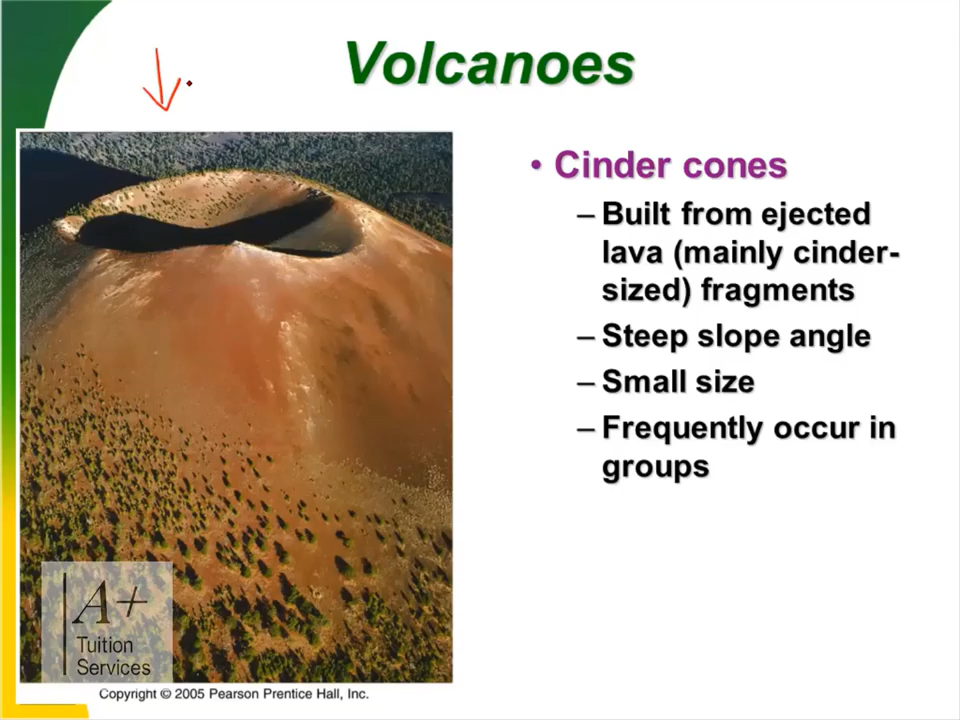 Volcanoes
• Cinder cones
– Built from ejected
lava (mainly cinder-
sized) fragments
– Steep slope angle
– Small size
– Frequently occur in
groups
A+
Tuition
Services
Copyright © 2005 Pearson Prentice Hall, Inc.